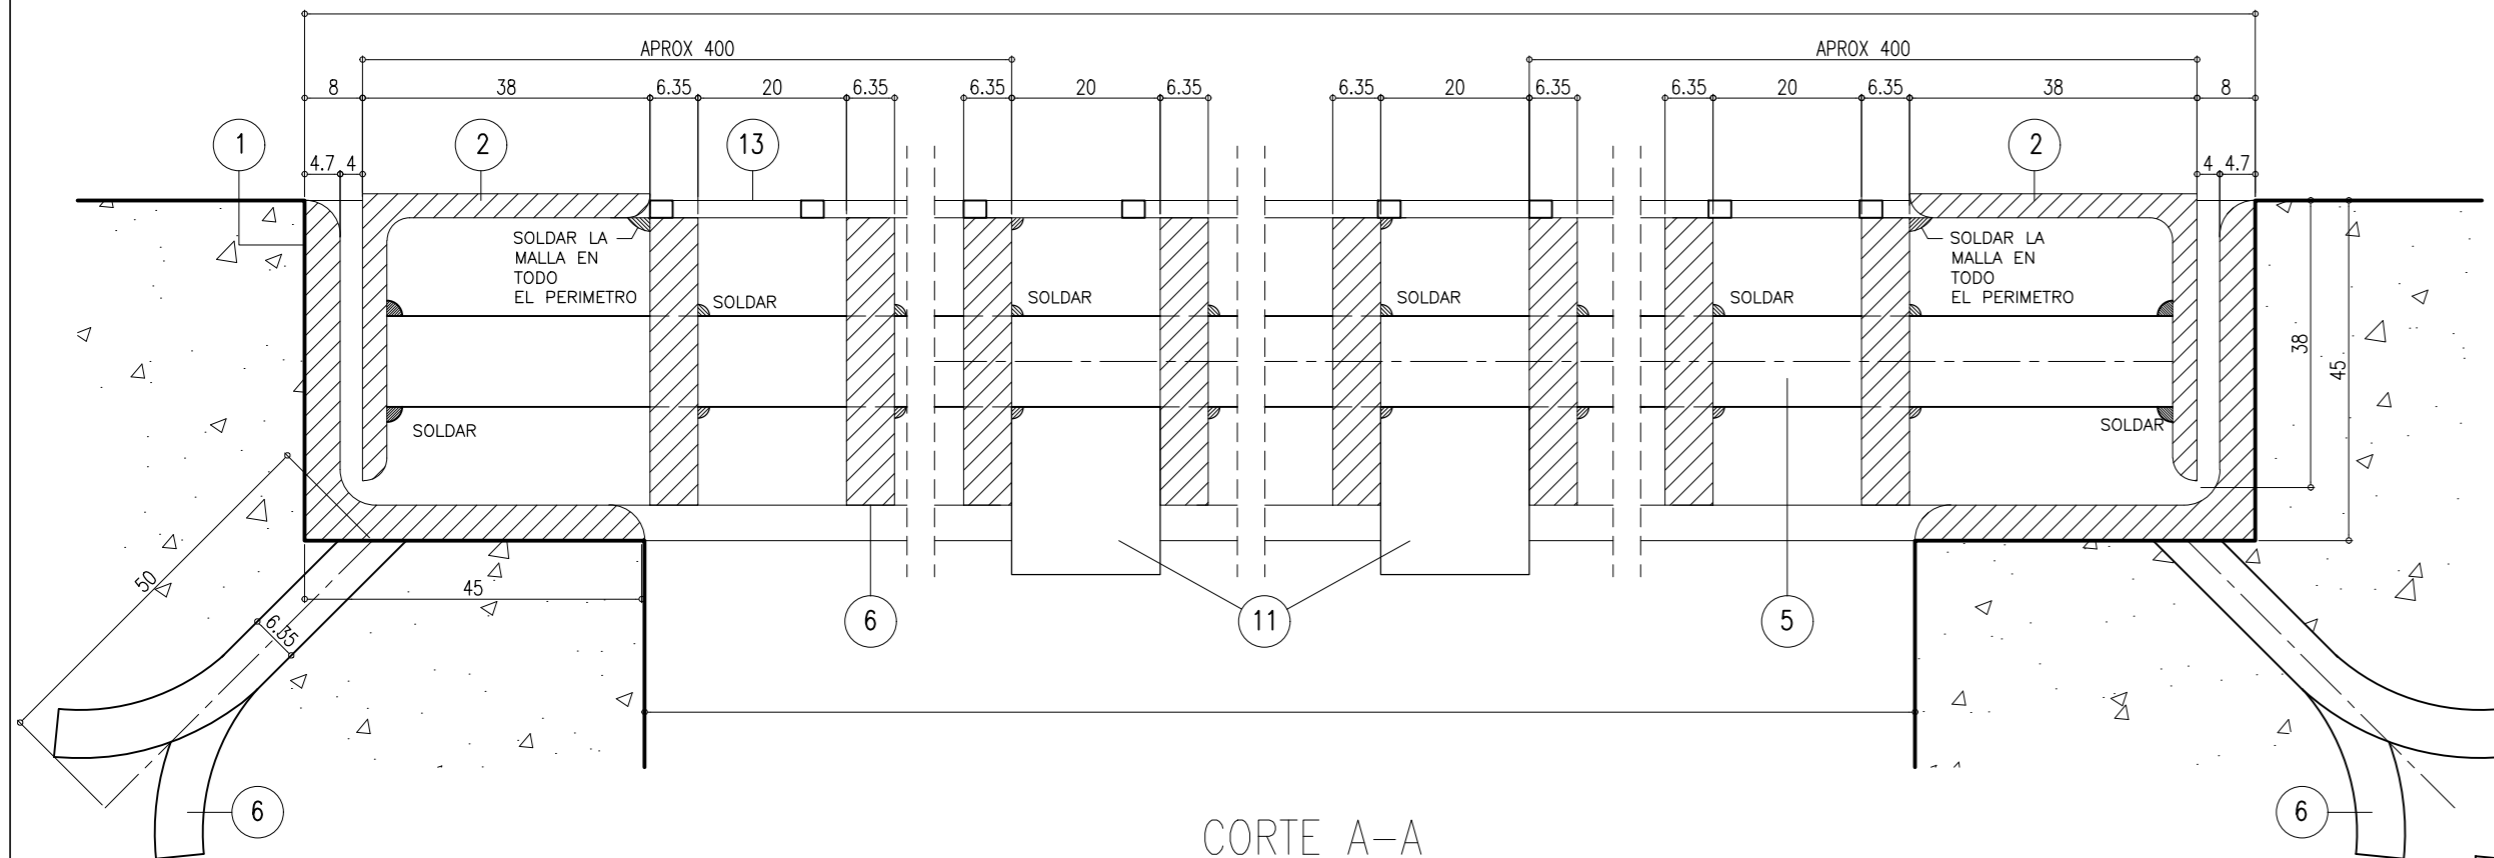 APROX 400
APROX 400
8
38
6.35
20
6.35
6.35
20
6.35
6.35
20
6.35
6.35
20
6.35
38
8
1
2
13
2
4.7
4
4
4.7
SOLDAR LA
MALLA EN
TODO
EL PERIMETRO
SOLDAR LA
MALLA EN
TODO
EL PERIMETRO
SOLDAR
SOLDAR
SOLDAR
SOLDAR
38
45
SOLDAR
SOLDAR
50
45
6.35
6
11
5
6
6
CORTE A-A